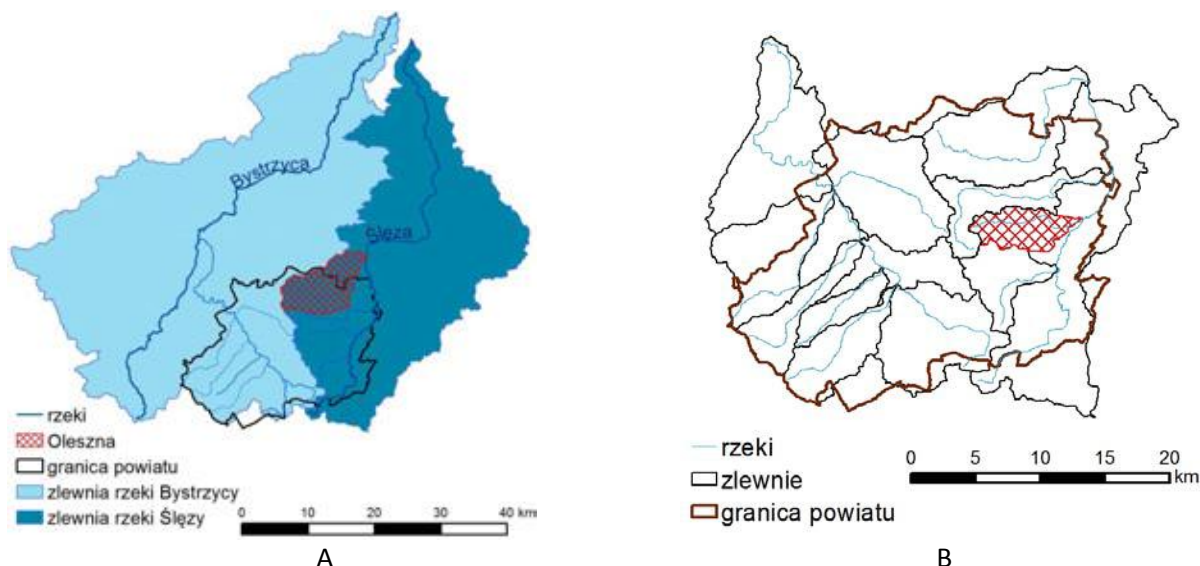 Bystrzyca
Ślęza
rzeki
Oleszna
granica powiatu
zlewnia rzeki Bystrzycy
zlewnia rzeki Ślęzy
0 10 20 30 40 km
A
rzeki
zlewnie
granica powiatu
0 5 10 15 20
km
B